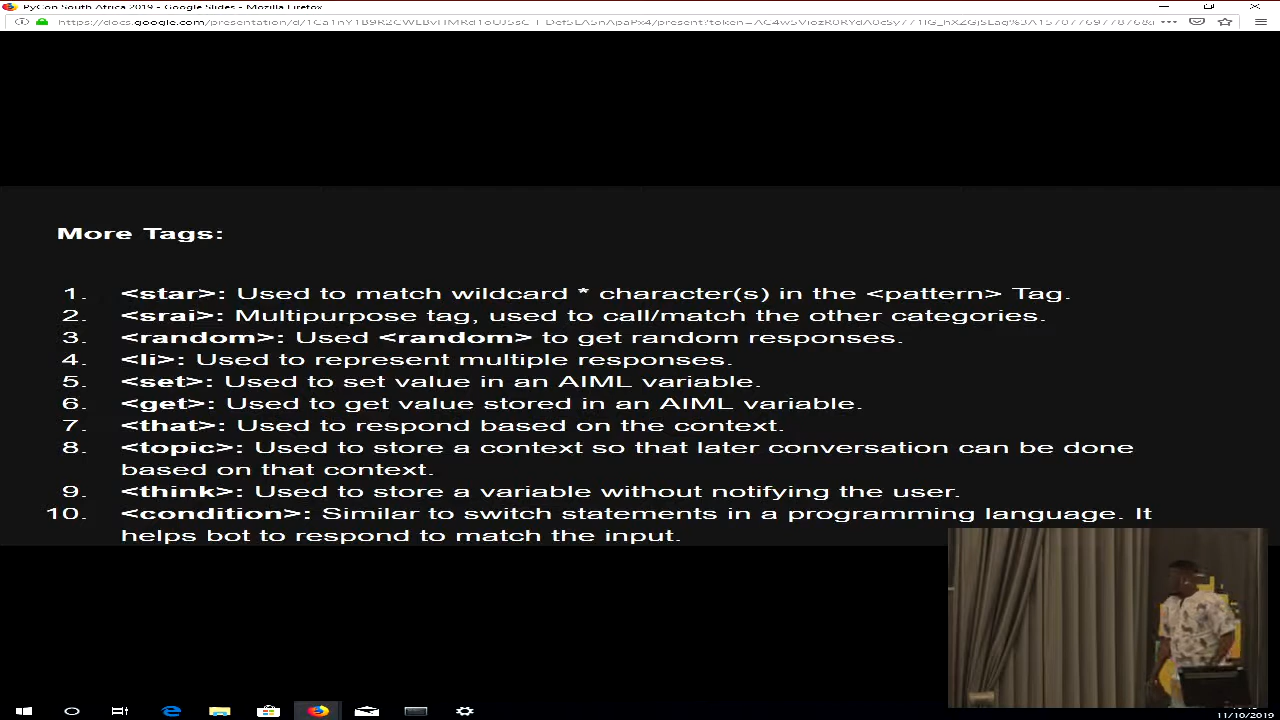 PyCon South Africa 2019 - Google Slides - Mozilla Firefox
More Tags:
1. <star>: Used to match wildcard * character(s) in the <pattern> Tag.
2. <srai>: Multipurpose tag, used to call/match the other categories.
3. <random>: Used <random> to get random responses.
4. <li>: Used to represent multiple responses.
5. <set>: Used to set value in an AIML variable.
6. <get>: Used to get value stored in an AIML variable.
7. <that>: Used to respond based on the context.
8. <topic>: Used to store a context so that later conversation can be done
based on that context.
9. <think>: Used to store a variable without notifying the user.
10. <condition>: Similar to switch statements in a programming language. It
helps bot to respond to match the input.
11/10/2019